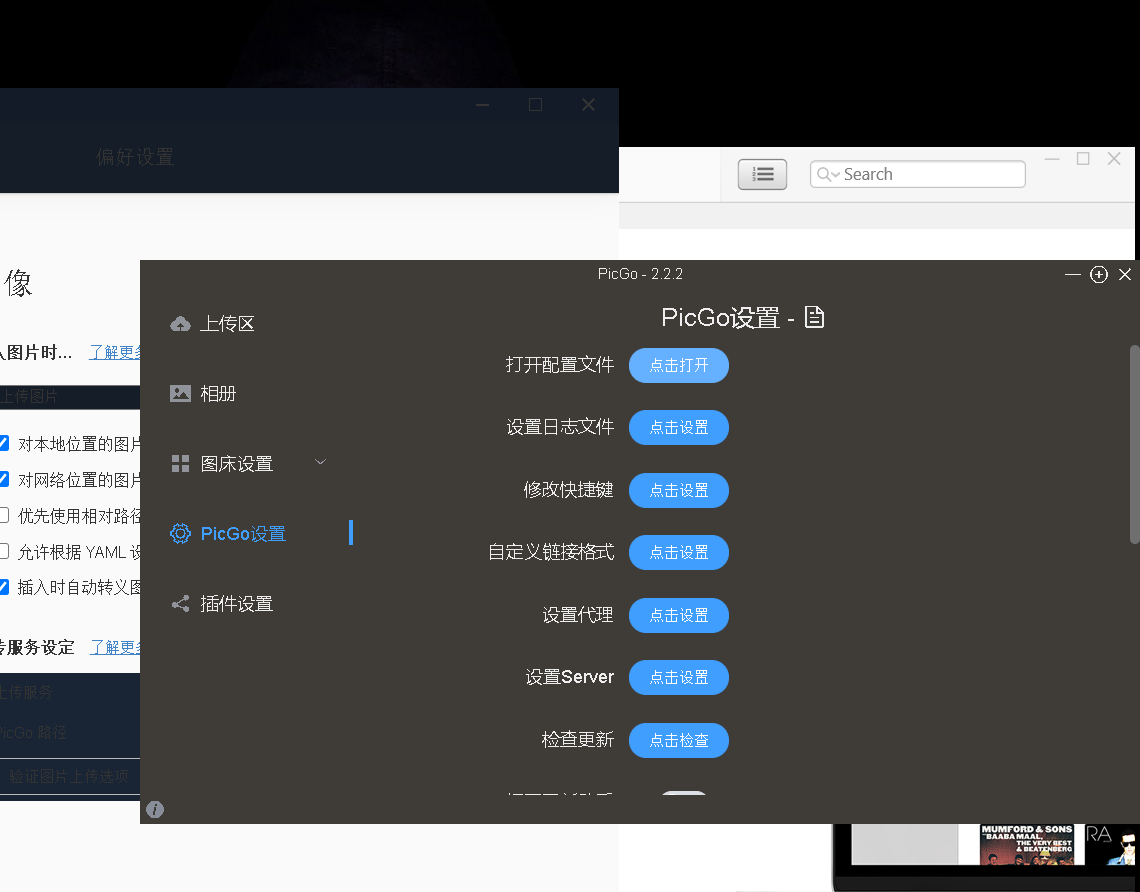 偏好设置
Search
像
入图片时... 了解更多
上传图片
对本地位置的图片
对网络位置的图片
优先使用相对路径
允许根据 YAML 设
插入时自动转义图
传服务设定 了解更多
上传服务
PicGo 路径
验证图片上传选项
PicGo - 2.2.2
上传区
相册
图床设置
PicGo设置
插件设置
PicGo设置 -
打开配置文件 点击打开
设置日志文件 点击设置
修改快捷键 点击设置
自定义链接格式 点击设置
设置代理 点击设置
设置Server 点击设置
检查更新 点击检查
MUMFORD & SONS
BAABA MAAL,
THE VERY BEST
& BEATENBERG
RA